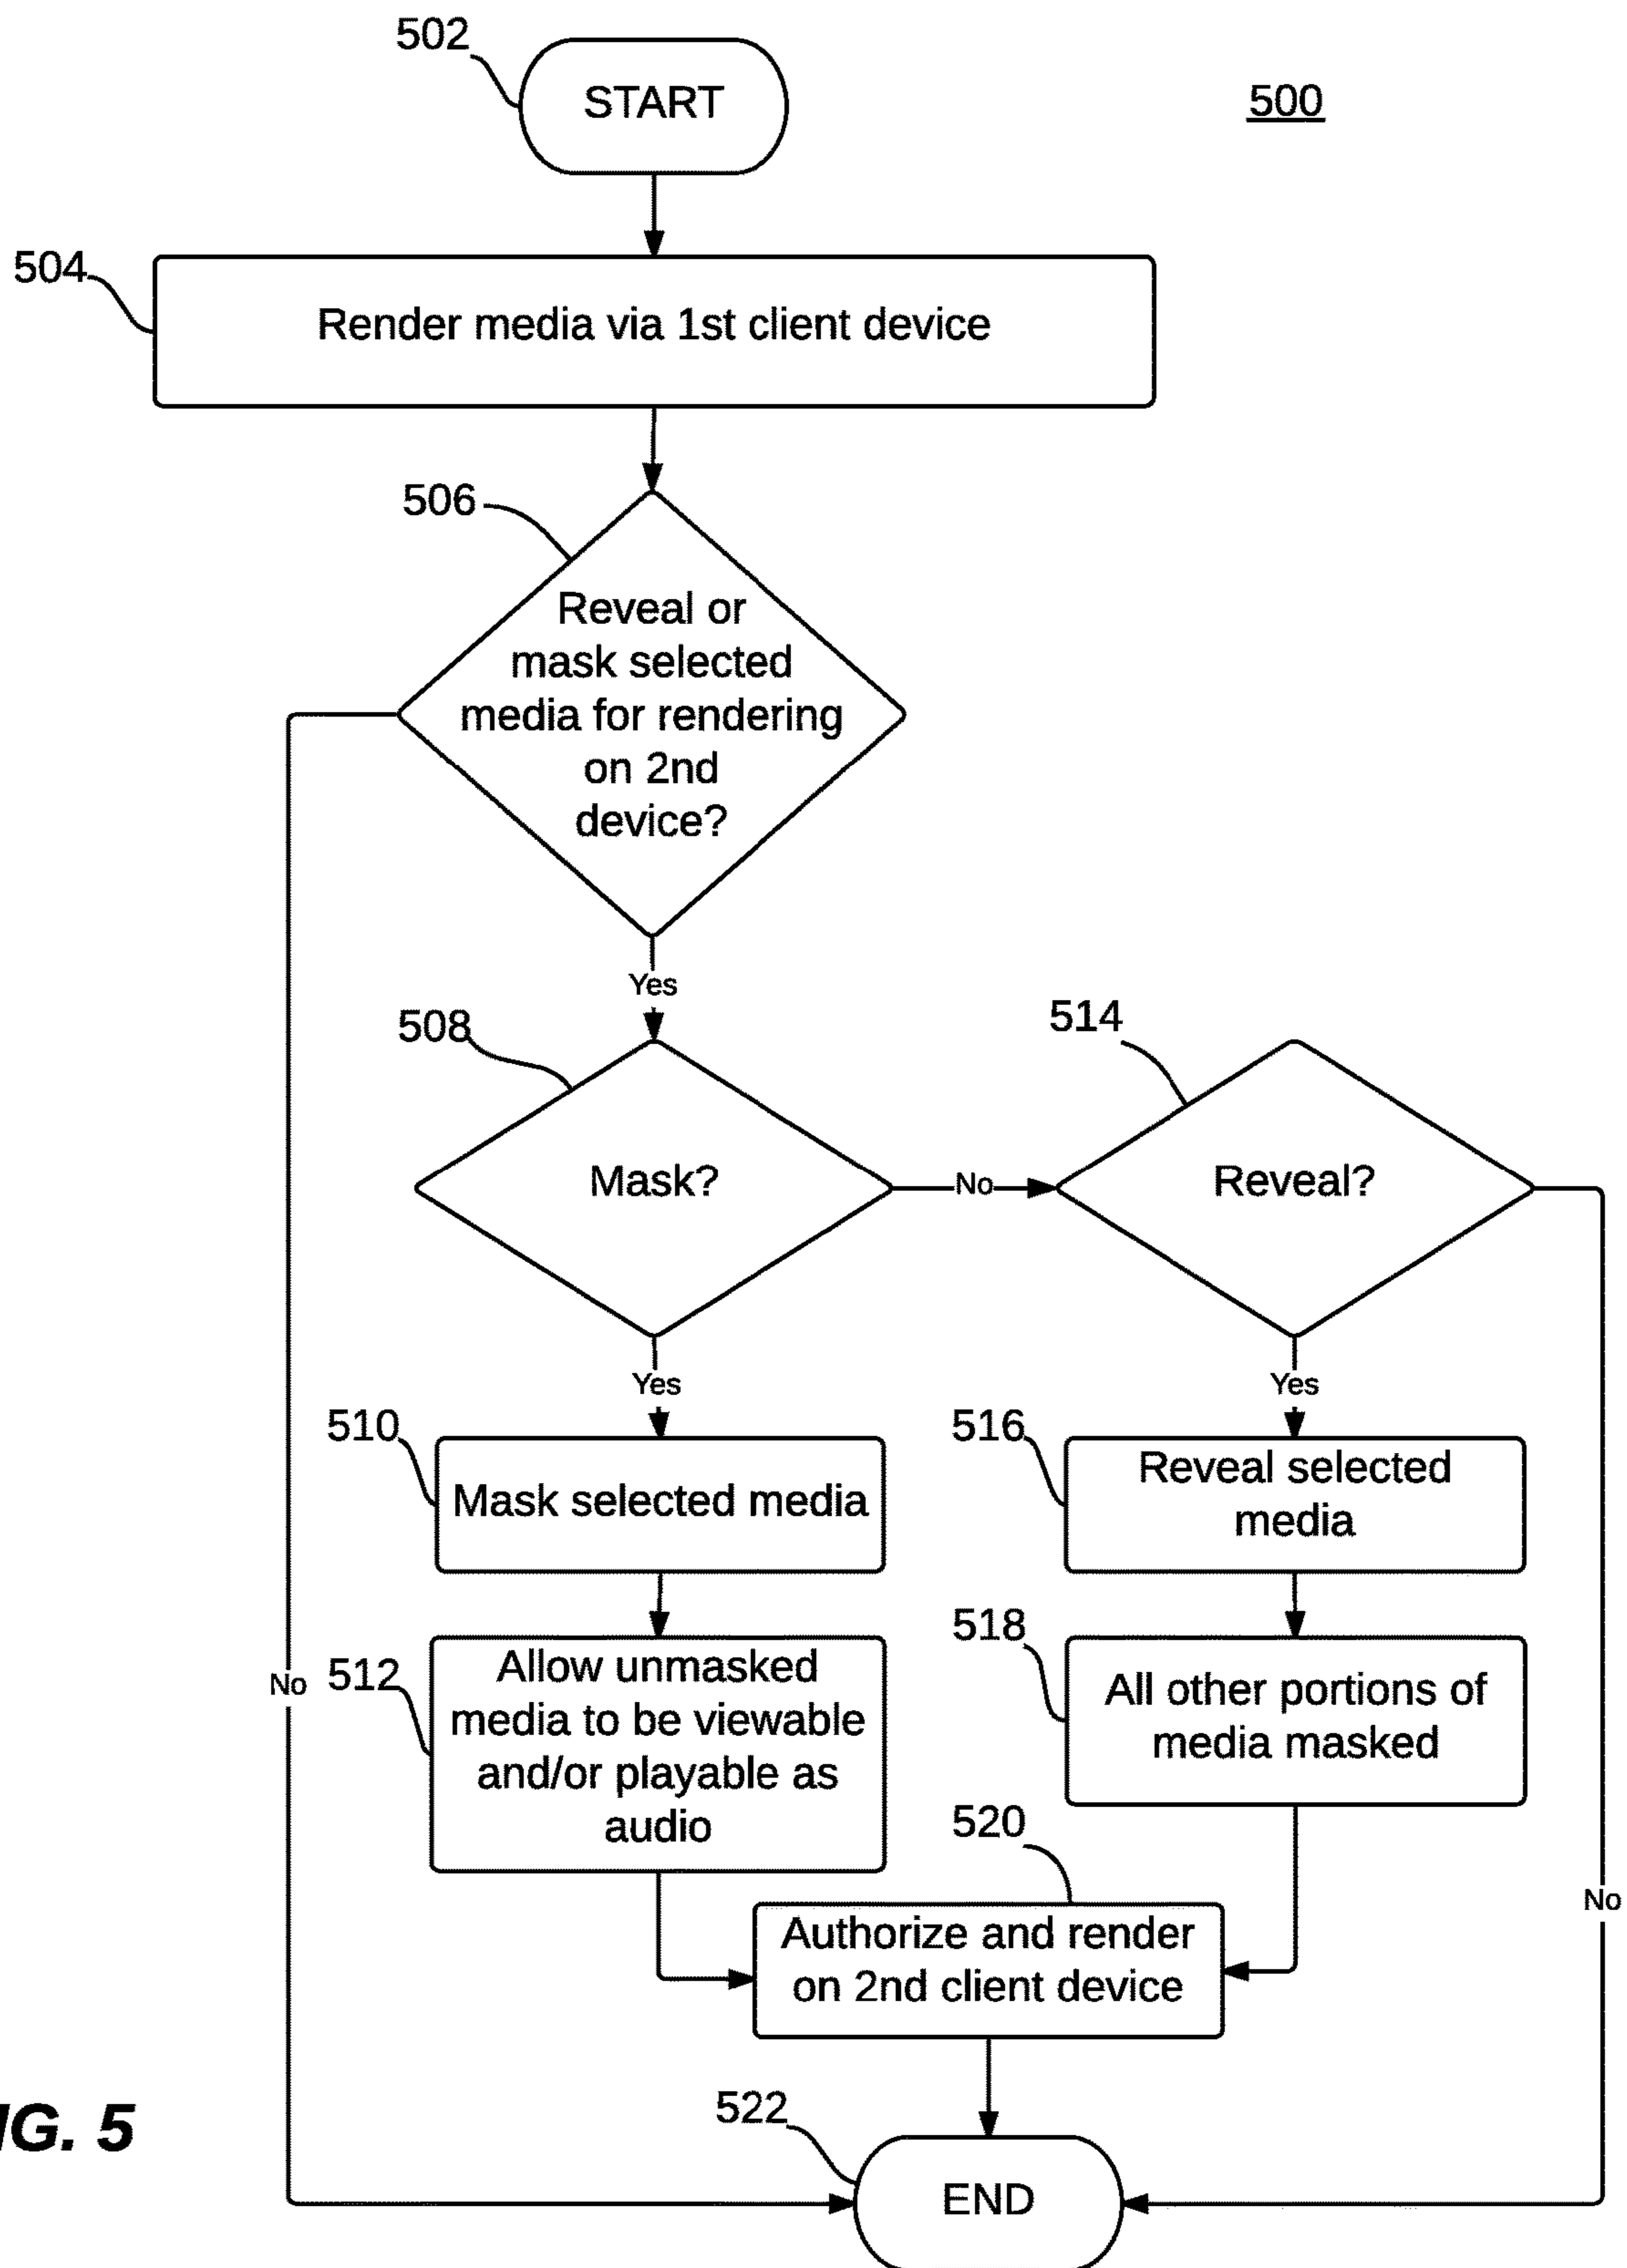 502
START
500
504
Render media via 1st client device
506
Reveal or
mask selected
media for rendering
on 2nd
device?
Yes
508
Mask?
No
514
Reveal?
Yes
Yes
510
Mask selected media
516
Reveal selected
media
512
Allow unmasked
media to be viewable
and/or playable as
audio
518
All other portions of
media masked
No
520
Authorize and render
on 2nd client device
No
522
END
IG. 5